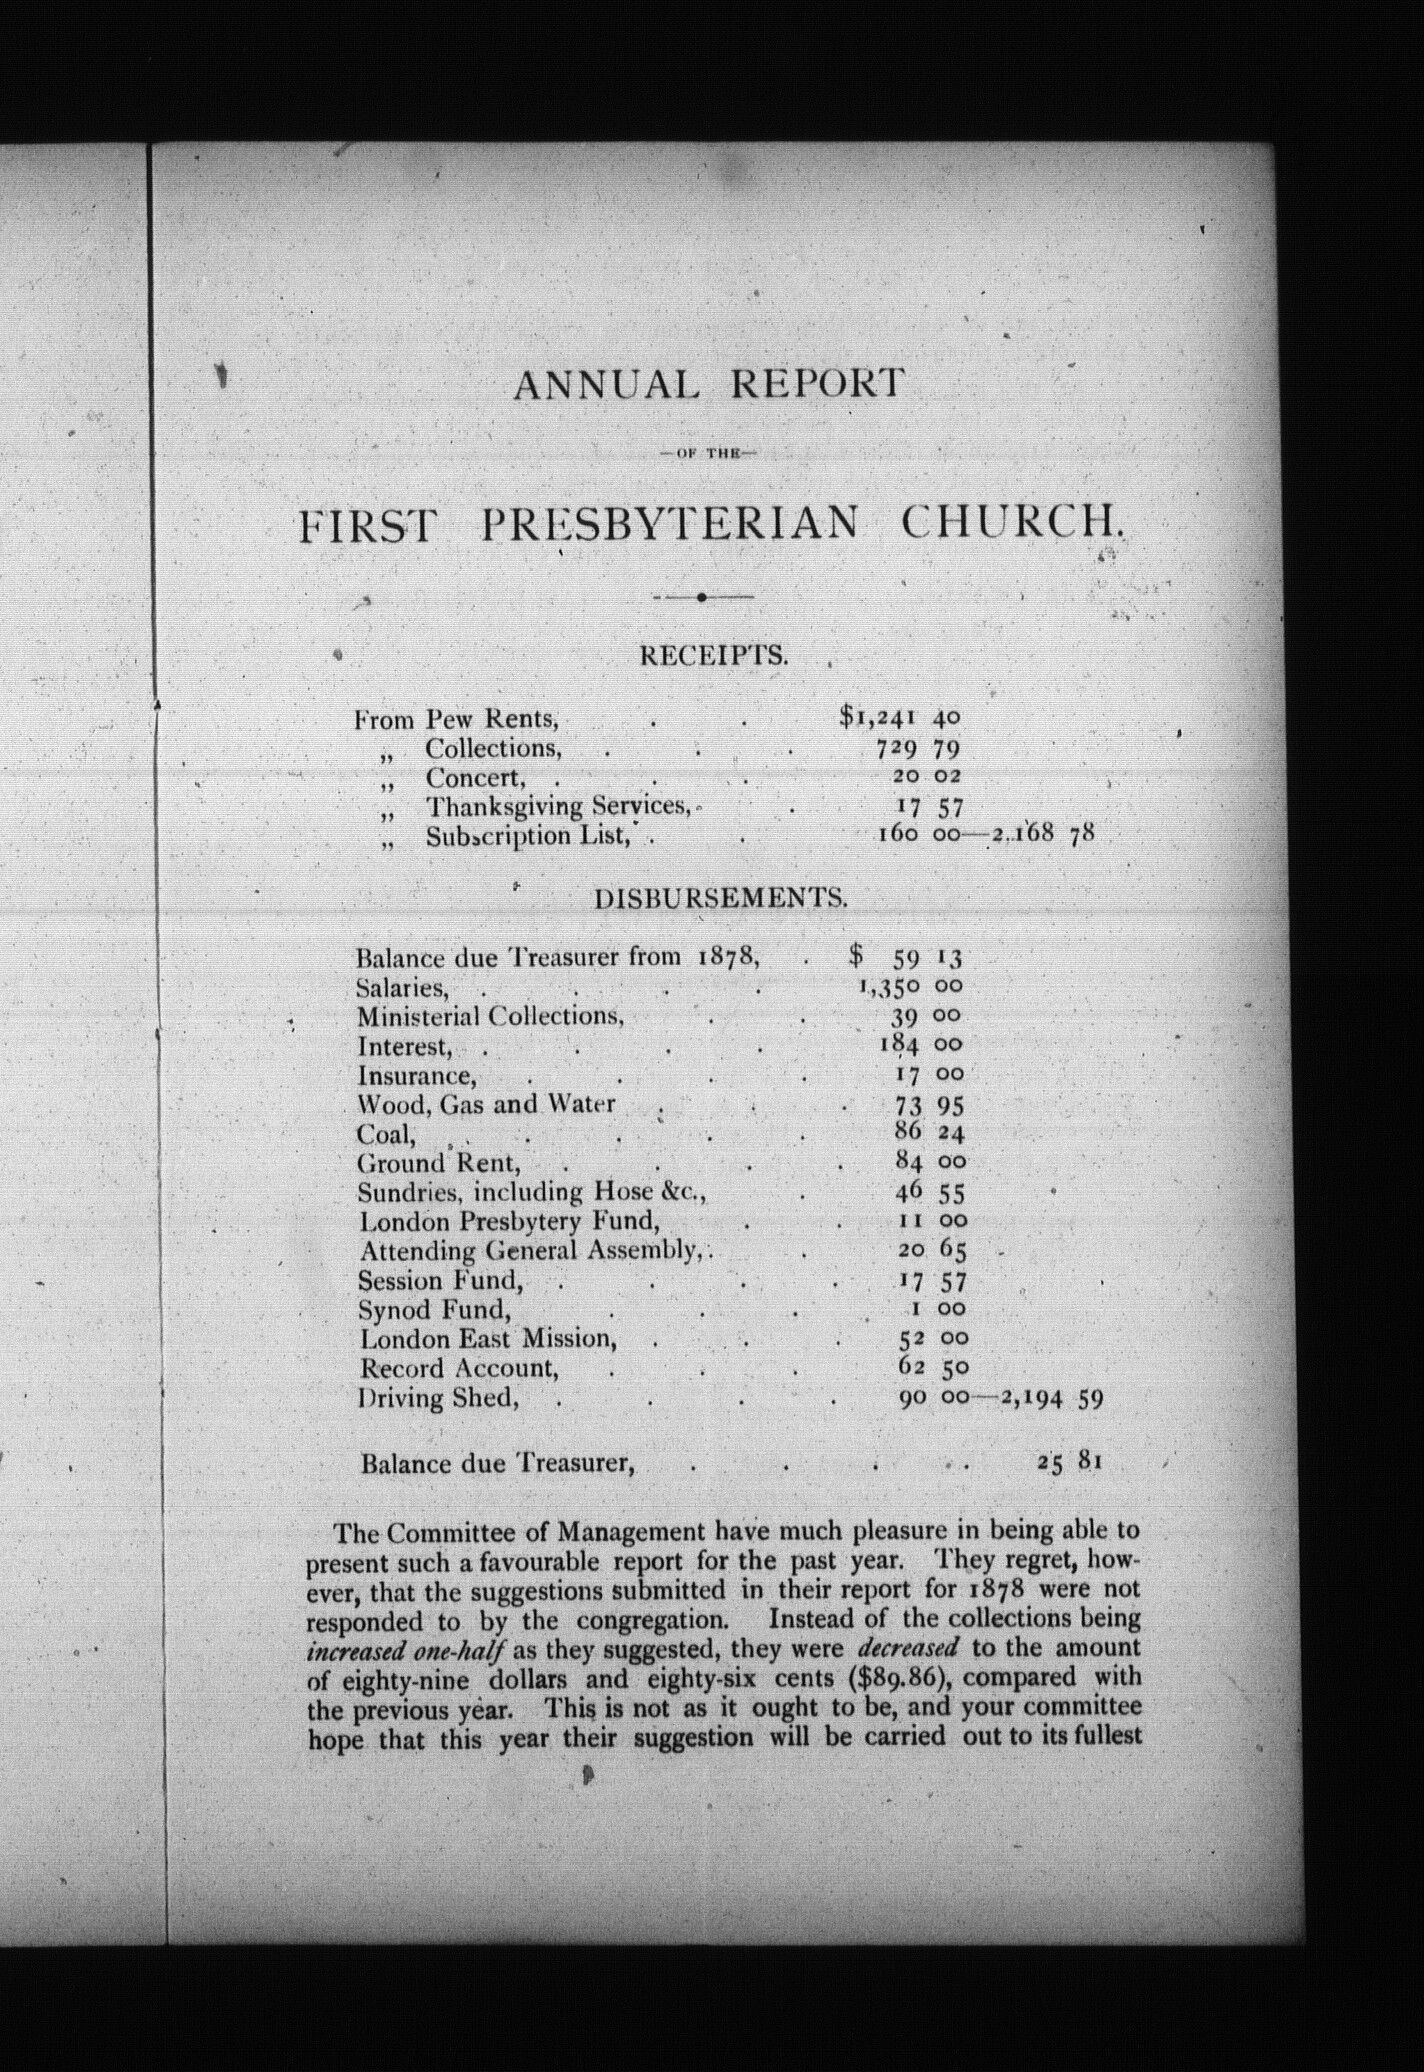 ANNUAL REPORT
—OF THE—
FIRST PRESBYTERIAN CHURCH.
RECEIPTS.
From Pew Rents, . . $1,241 40
„ Collections, . . . 729 79
„ Concert, . . . 20 02
„ Thanksgiving Services, . . 17 57
„ Subscription List, . . 160 00—2,168 78
DISBURSEMENTS.
Balance due Treasurer from 1878, . $ 59 13
Salaries, . . . . 1,350 00
Ministerial Collections, . . 39 00
Interest, . . . . 184 00
Insurance, . . . . 17 00
Wood, Gas and Water . . . 73 95
Coal, . . . . . 86 24
Ground Rent, . . . . 84 00
Sundries, including Hose &c., . 46 55
London Presbytery Fund, . . 11 00
Attending General Assembly, . . 20 65
Session Fund, . . . . 17 57
Synod Fund, . . . 1 00
London East Mission, . . . 52 00
Record Account, . . . 62 50
Driving Shed, . . . . 90 00—2,194 59
Balance due Treasurer, . . . . 25 81
The Committee of Management have much pleasure in being able to
present such a favourable report for the past year. They regret, how-
ever, that the suggestions submitted in their report for 1878 were not
responded to by the congregation. Instead of the collections being
increased one-half as they suggested, they were decreased to the amount
of eighty-nine dollars and eighty-six cents ($89.86), compared with
the previous year. This is not as it ought to be, and your committee
hope that this year their suggestion will be carried out to its fullest